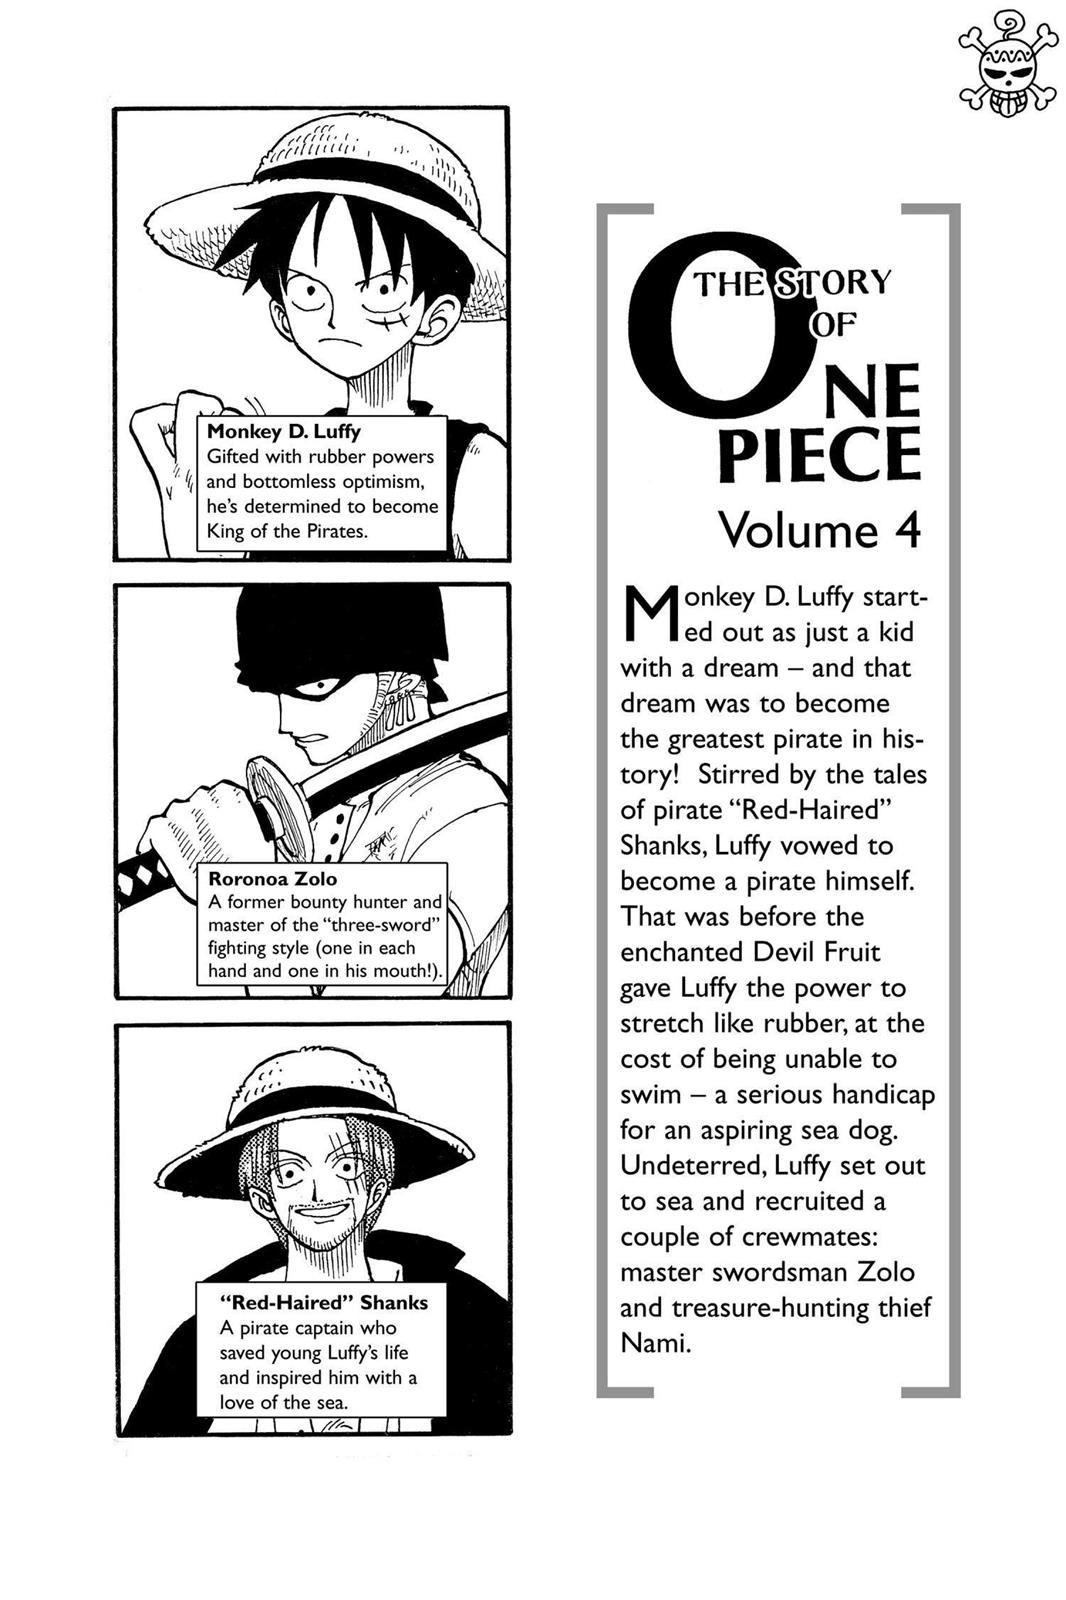 Monkey D. Luffy
Gifted with rubber powers
and bottomless optimism,
he's determined to become
King of the Pirates.
Roronoa Zolo
A former bounty hunter and
master of the “three-sword”
fighting style (one in each
hand and one in his mouth!).
“Red-Haired” Shanks
A pirate captain who
saved young Luffy's life
and inspired him with a
love of the sea.
THE STORY
OF
ONE
PIECE
Volume 4
Monkey D. Luffy start-
ed out as just a kid
with a dream – and that
dream was to become
the greatest pirate in his-
tory!  Stirred by the tales
of pirate “Red-Haired”
Shanks, Luffy vowed to
become a pirate himself.
That was before the
enchanted Devil Fruit
gave Luffy the power to
stretch like rubber, at the
cost of being unable to
swim – a serious handicap
for an aspiring sea dog.
Undeterred, Luffy set out
to sea and recruited a
couple of crewmates:
master swordsman Zolo
and treasure-hunting thief
Nami.